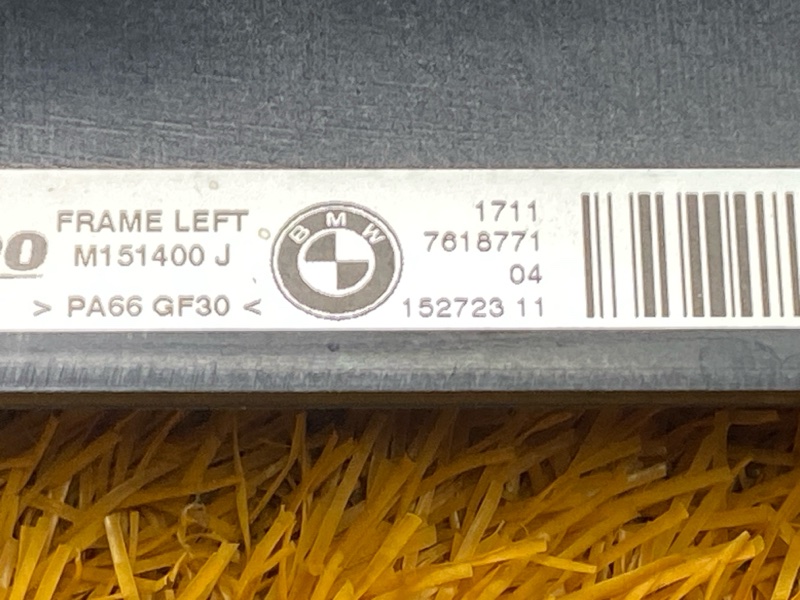 FRAME LEFT
M151400 J
> PA66 GF30 <
BMW
1711
7618771
04
152723 11